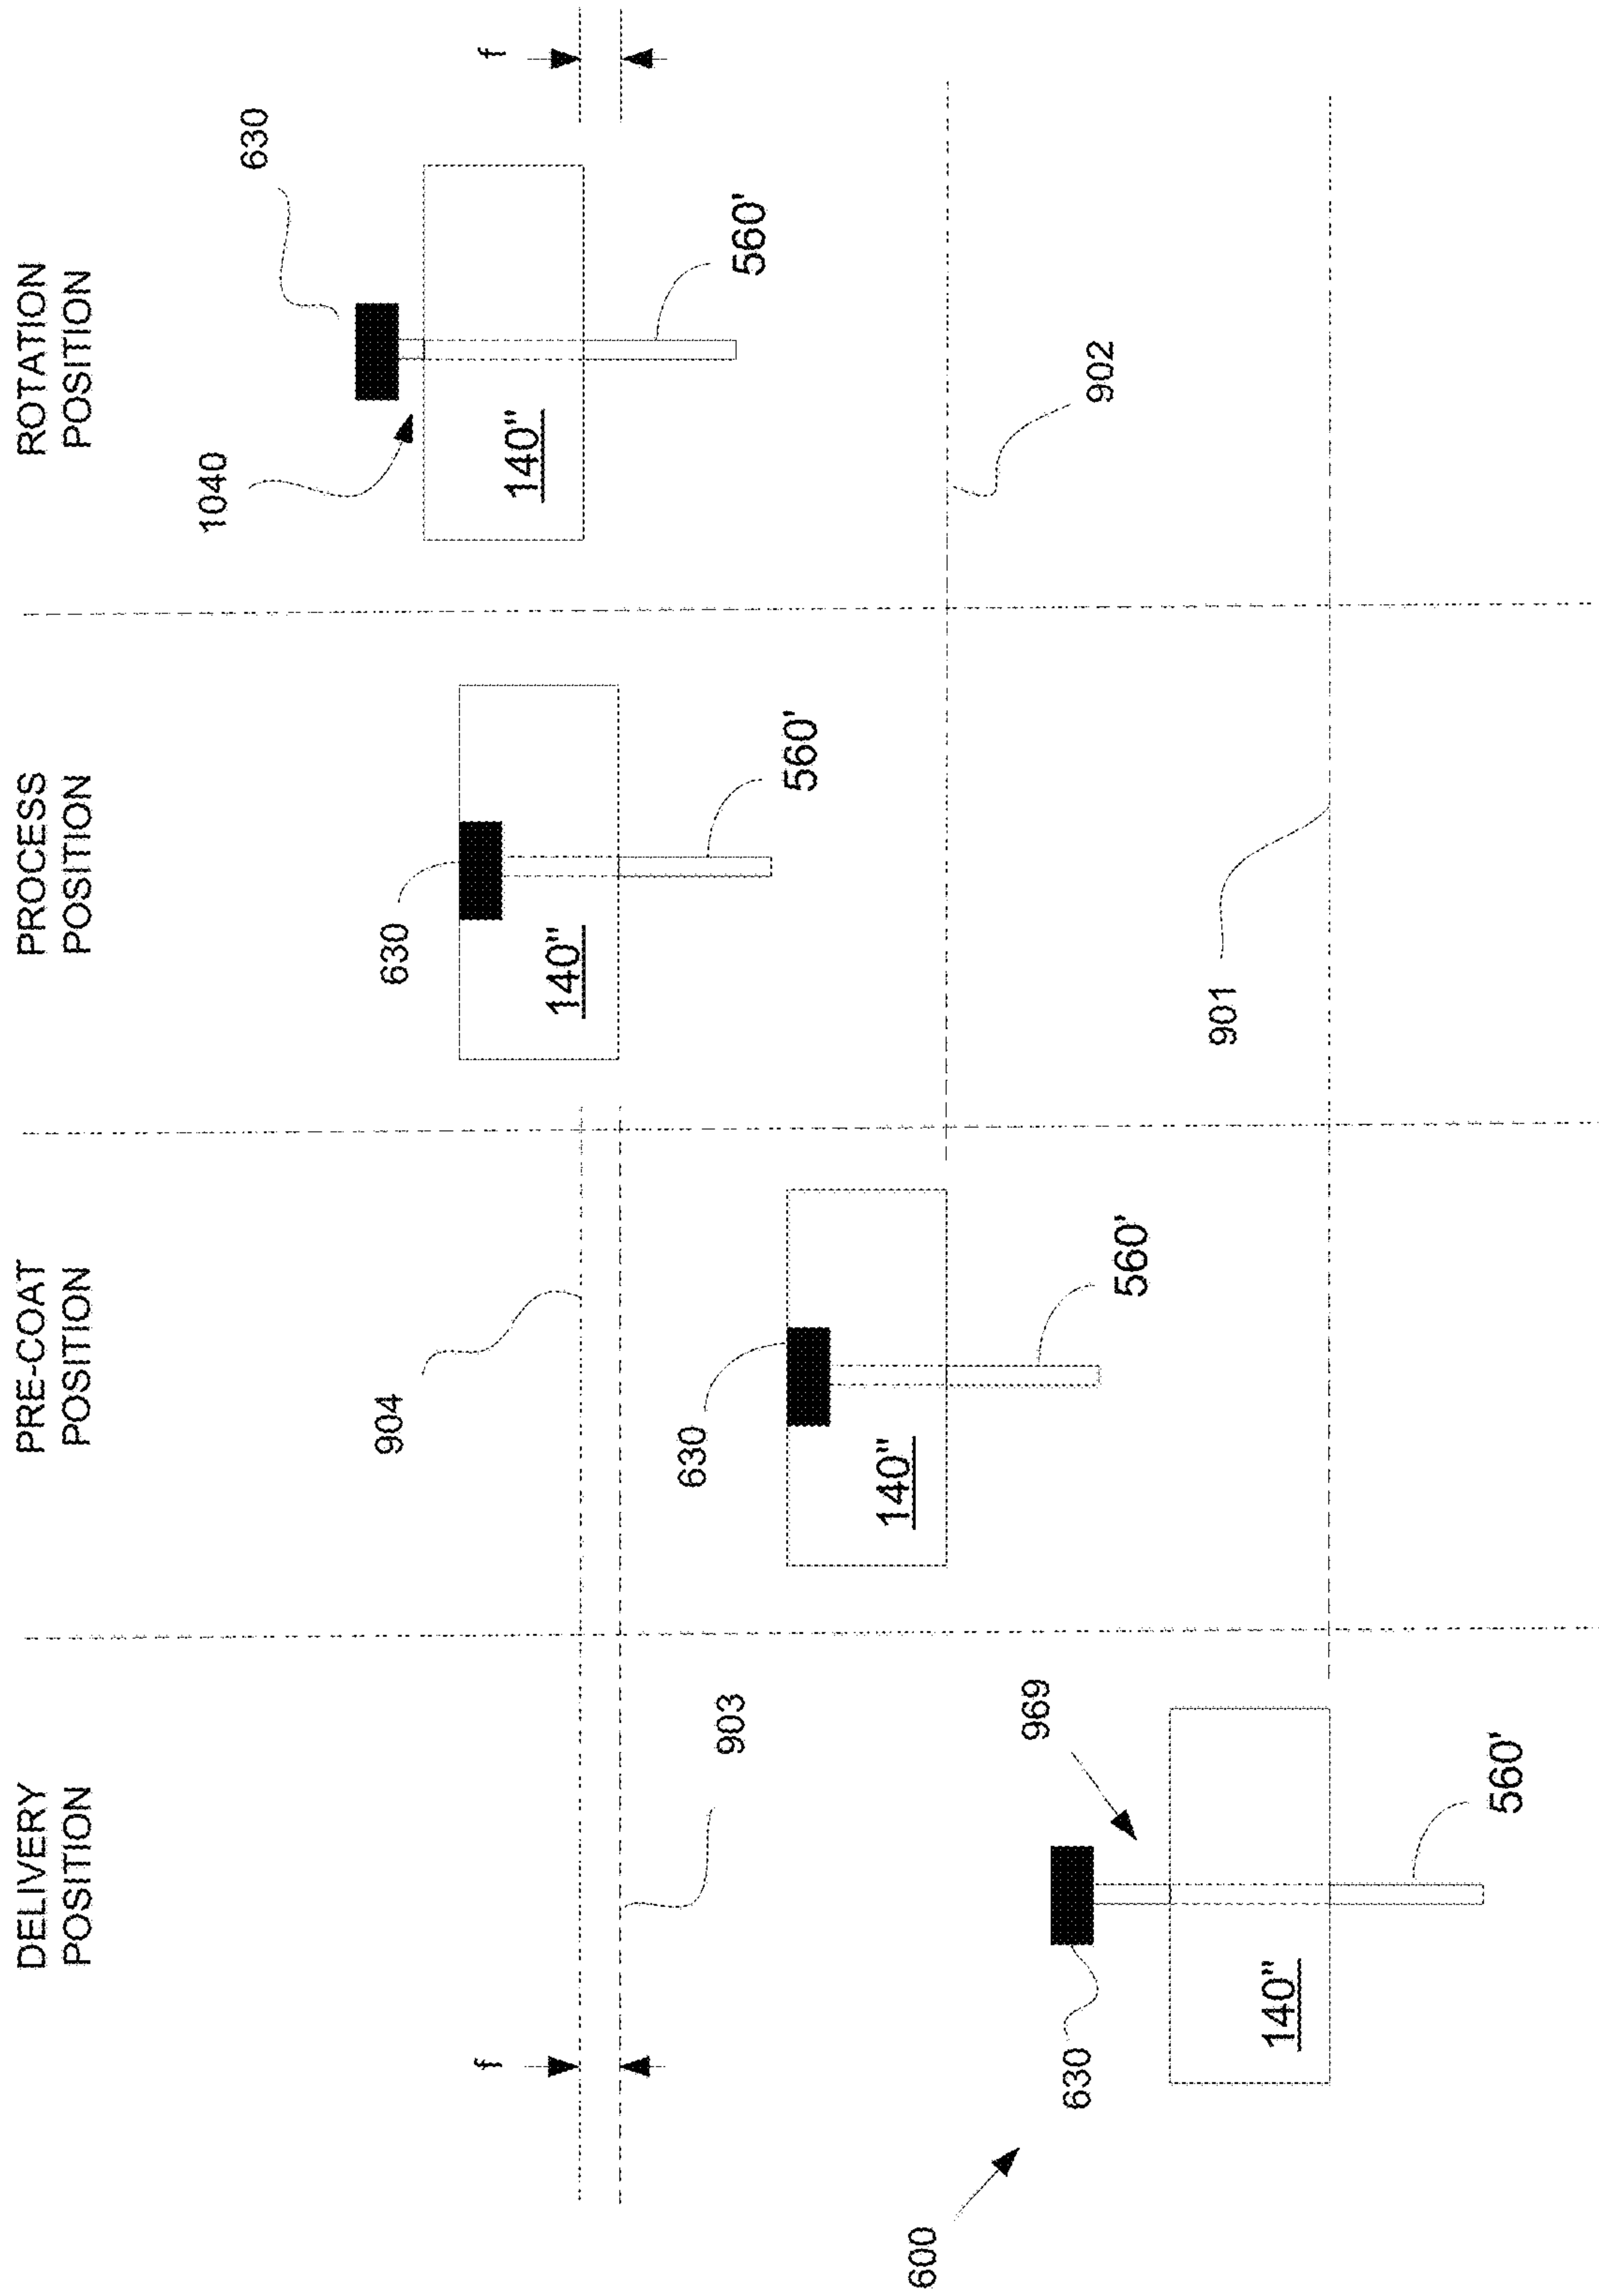 DELIVERY
POSITION
PRE-COAT
POSITION
PROCESS
POSITION
ROTATION
POSITION
f
903
600
630
969
140"
560'
904
630
140"
560'
630
140"
560'
901
630
1040
140"
560'
902
f